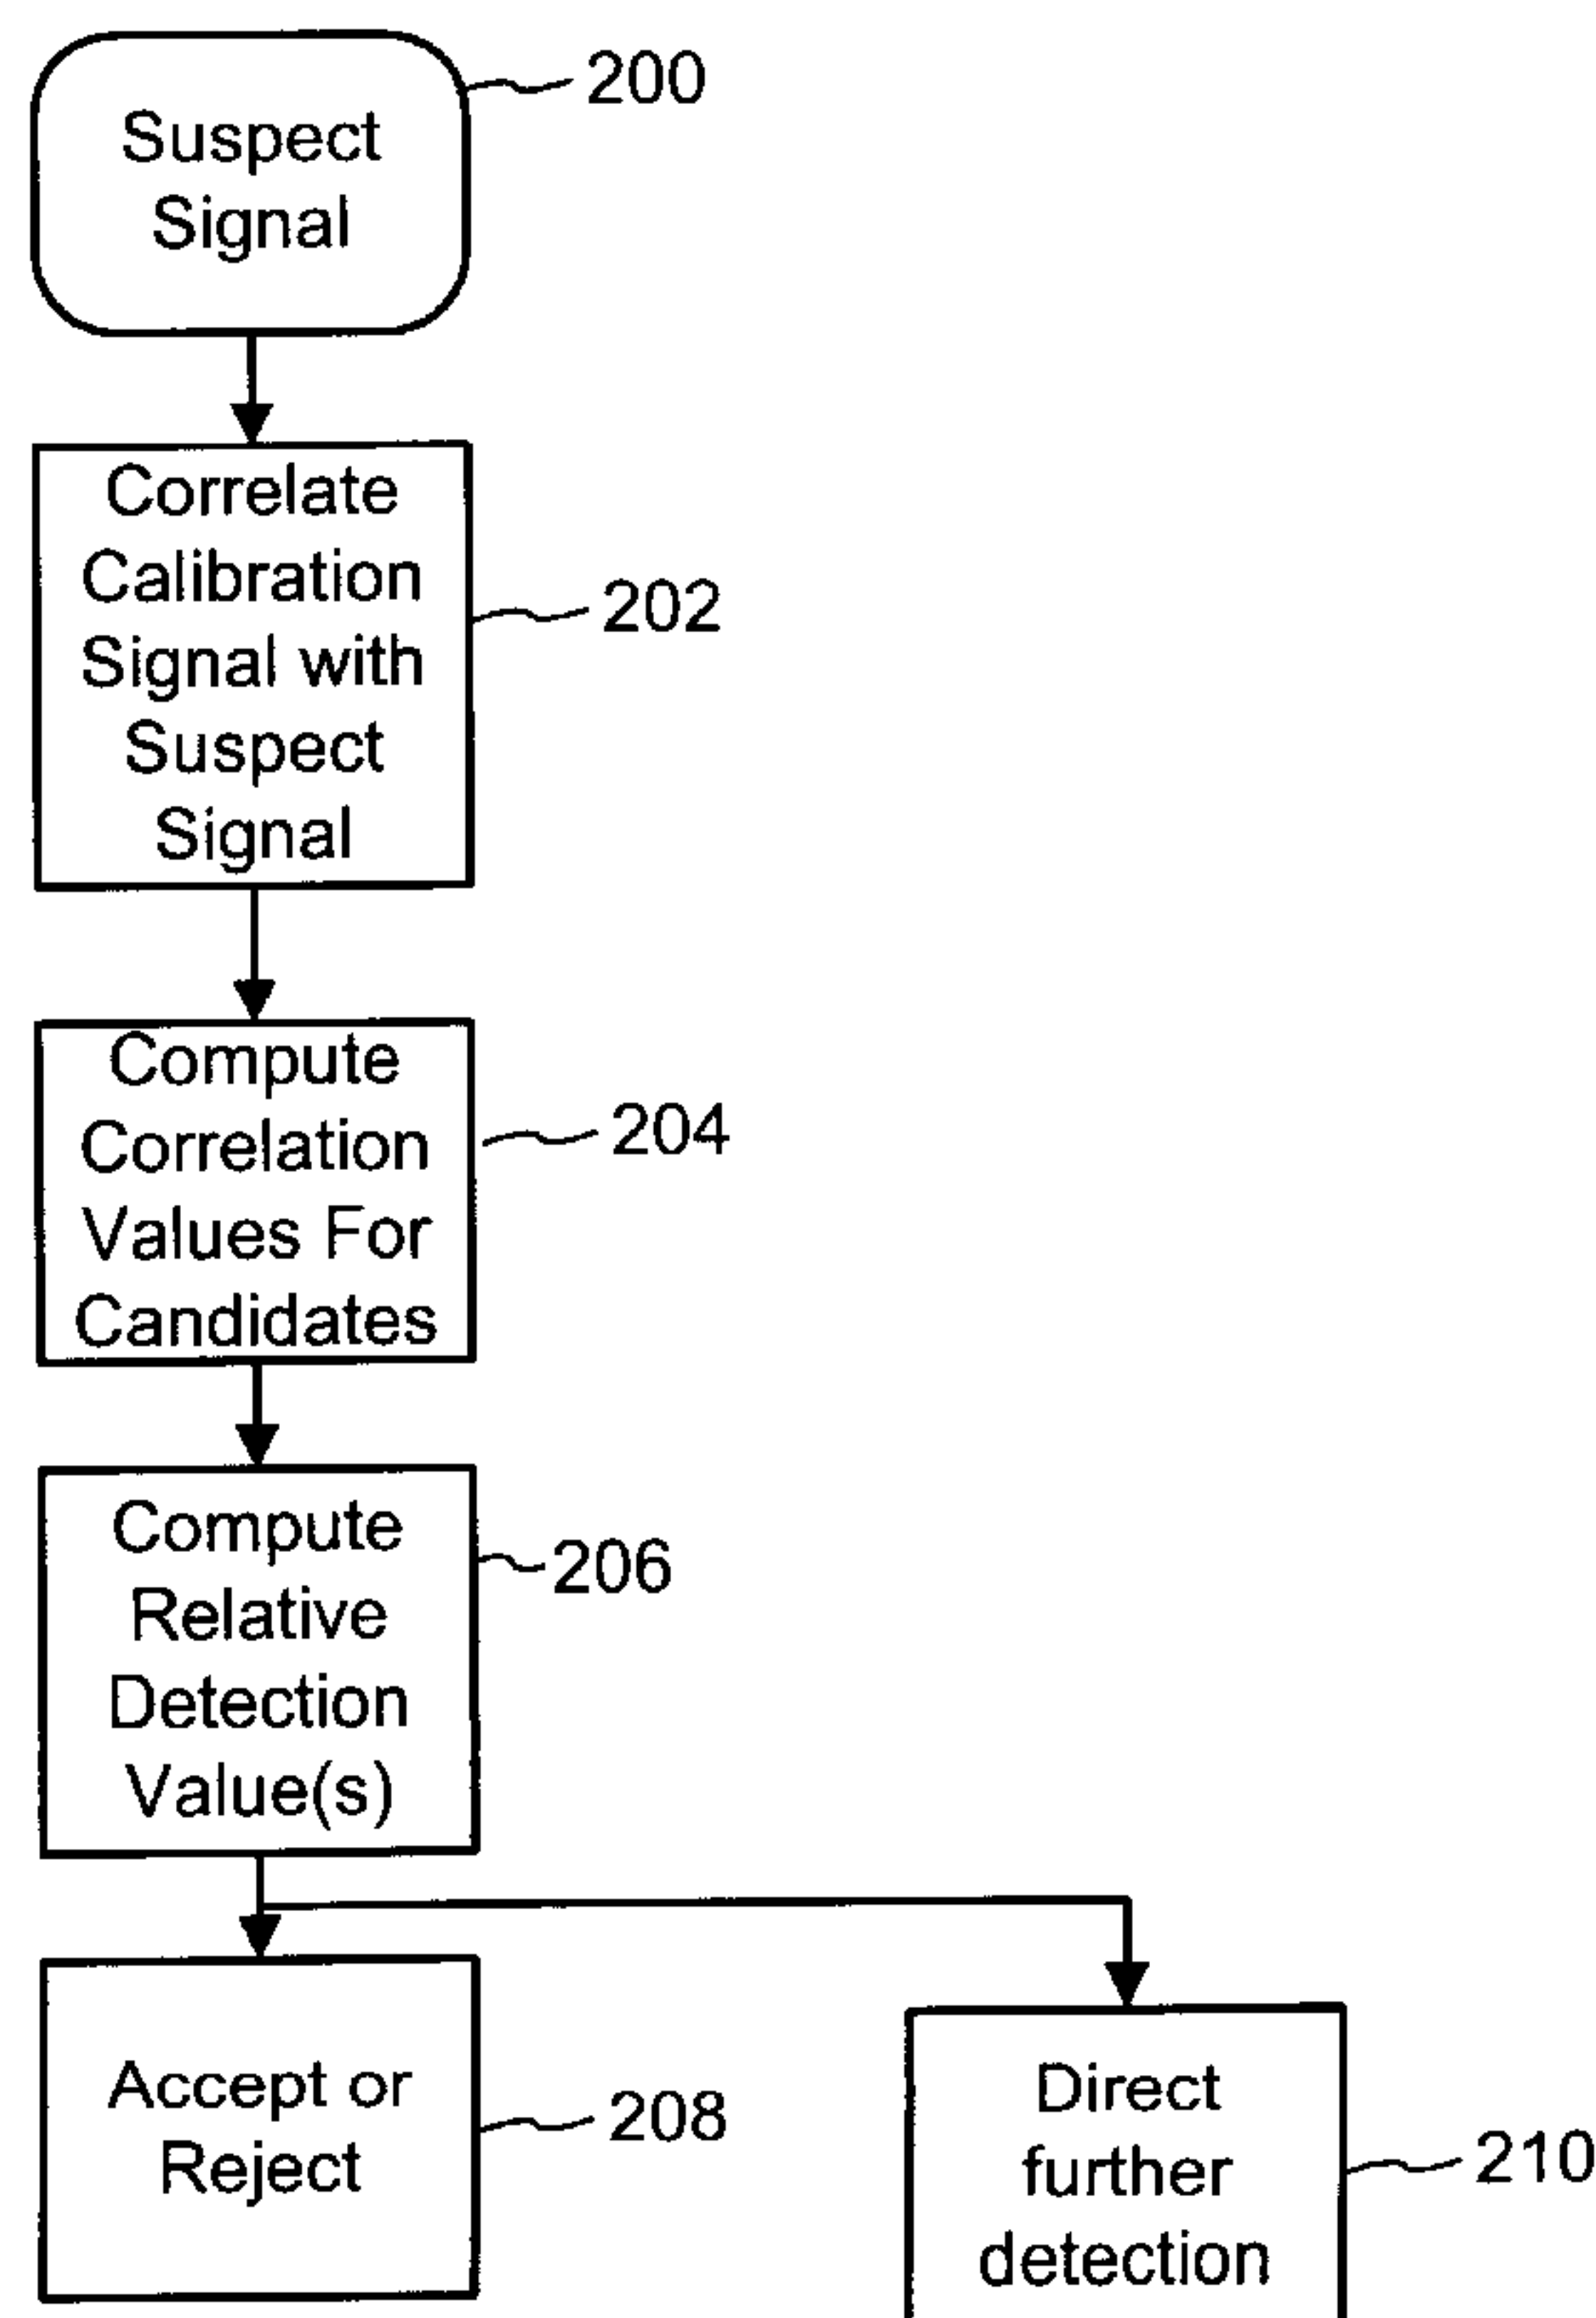 Suspect
Signal
200
Correlate
Calibration
Signal with
Suspect
Signal
202
Compute
Correlation
Values For
Candidates
204
Compute
Relative
Detection
Value(s)
206
Accept or
Reject
208
Direct
further
detection
210